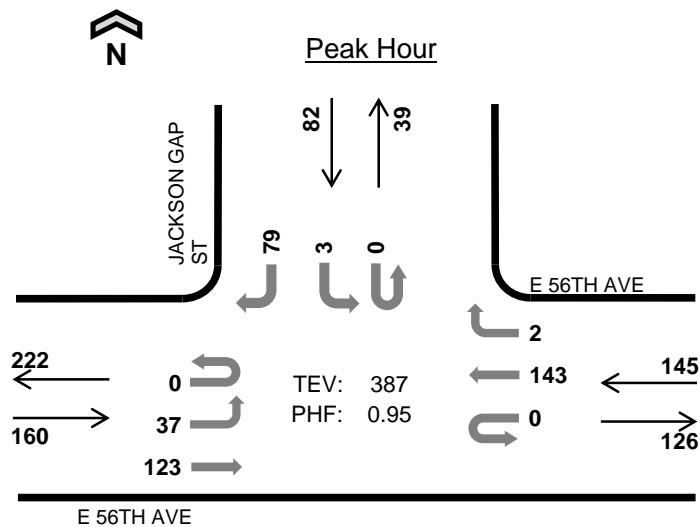 N
Peak Hour
82
39
JACKSON GAP
ST
79
3
0
E 56TH AVE
2
222
145
0
TEV: 387
143
160
37
PHF: 0.95
0
126
123
E 56TH AVE